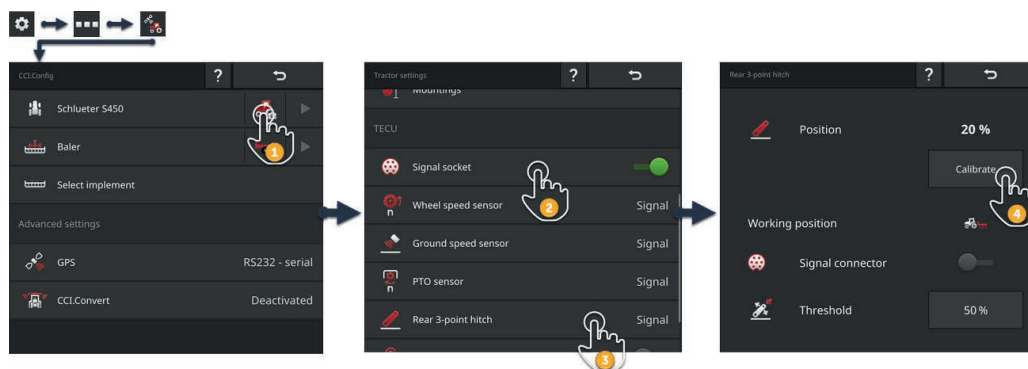 CCI.Config
?
Schlueter S450
1
Baler
Select implement
Advanced settings
GPS
RS232 - serial
CCI.Convert
Deactivated
Tractor settings
?
Mountings
TECU
Signal socket
2
n
Wheel speed sensor
Signal
Ground speed sensor
Signal
n
PTO sensor
Signal
Rear 3-point hitch
Signal
3
Rear 3-point hitch
?
Position
20 %
Calibrate
4
Working position
Signal connector
Threshold
50 %